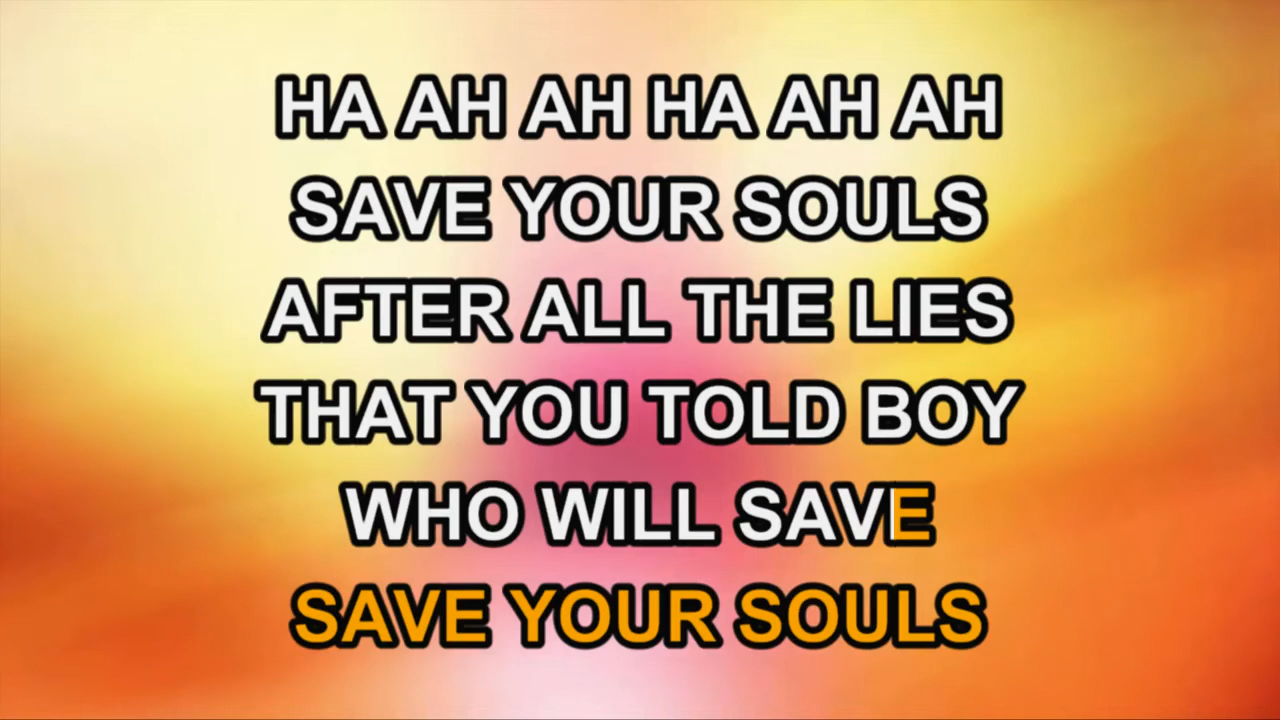 HA AH AH HA AH AH
SAVE YOUR SOULS
AFTER ALL THE LIES
THAT YOU TOLD BOY
WHO WILL SAVE
SAVE YOUR SOULS